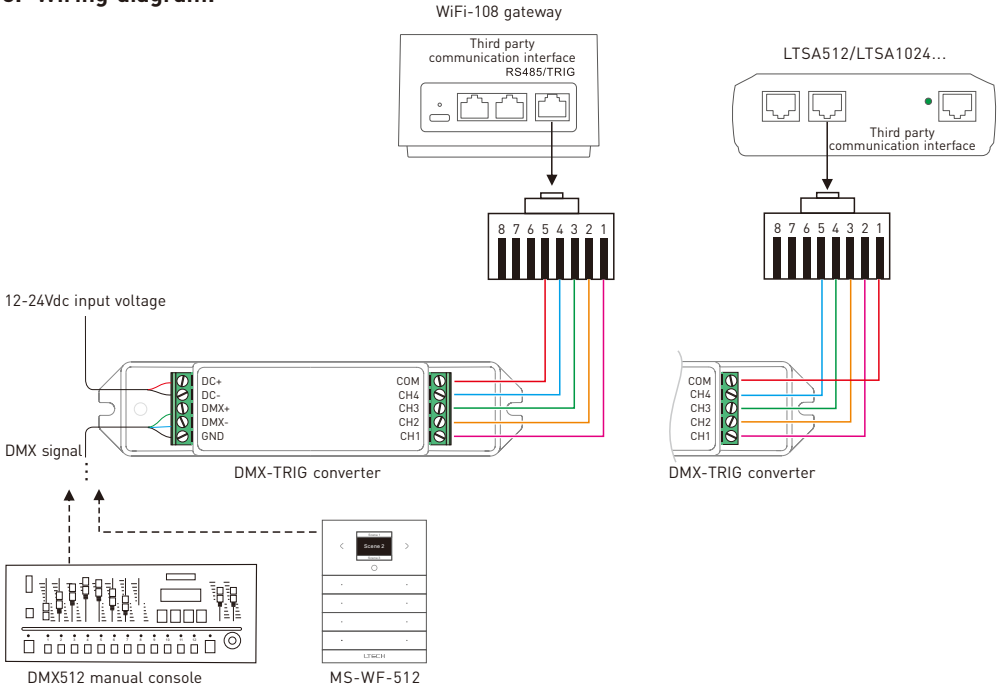 WiFi-108 gateway
Third party
communication interface
RS485/TRIG
LTSA512/LTSA1024...
Third party
communication interface
8 7 6 5 4 3 2 1
8 7 6 5 4 3 2 1
12-24Vdc input voltage
DC+
DC-
DMX+
DMX-
GND
COM
CH4
CH3
CH2
CH1
DMX signal
DMX-TRIG converter
COM
CH4
CH3
CH2
CH1
DMX-TRIG converter
Scene 2
LTECH
DMX512 manual console
MS-WF-512